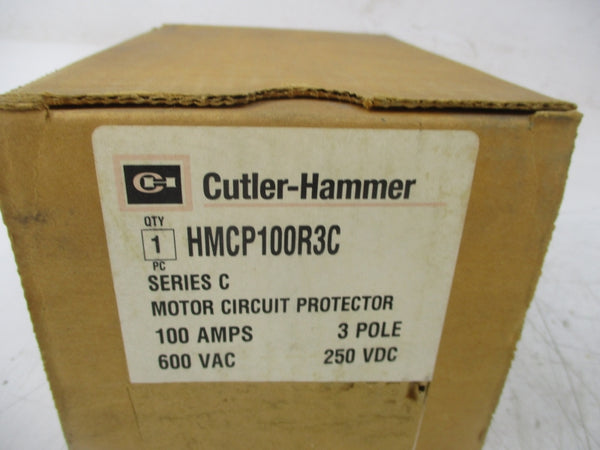 Cutler-Hammer
QTY
1 HMCP100R3C
PC
SERIES C
MOTOR CIRCUIT PROTECTOR
100 AMPS 3 POLE
600 VAC 250 VDC